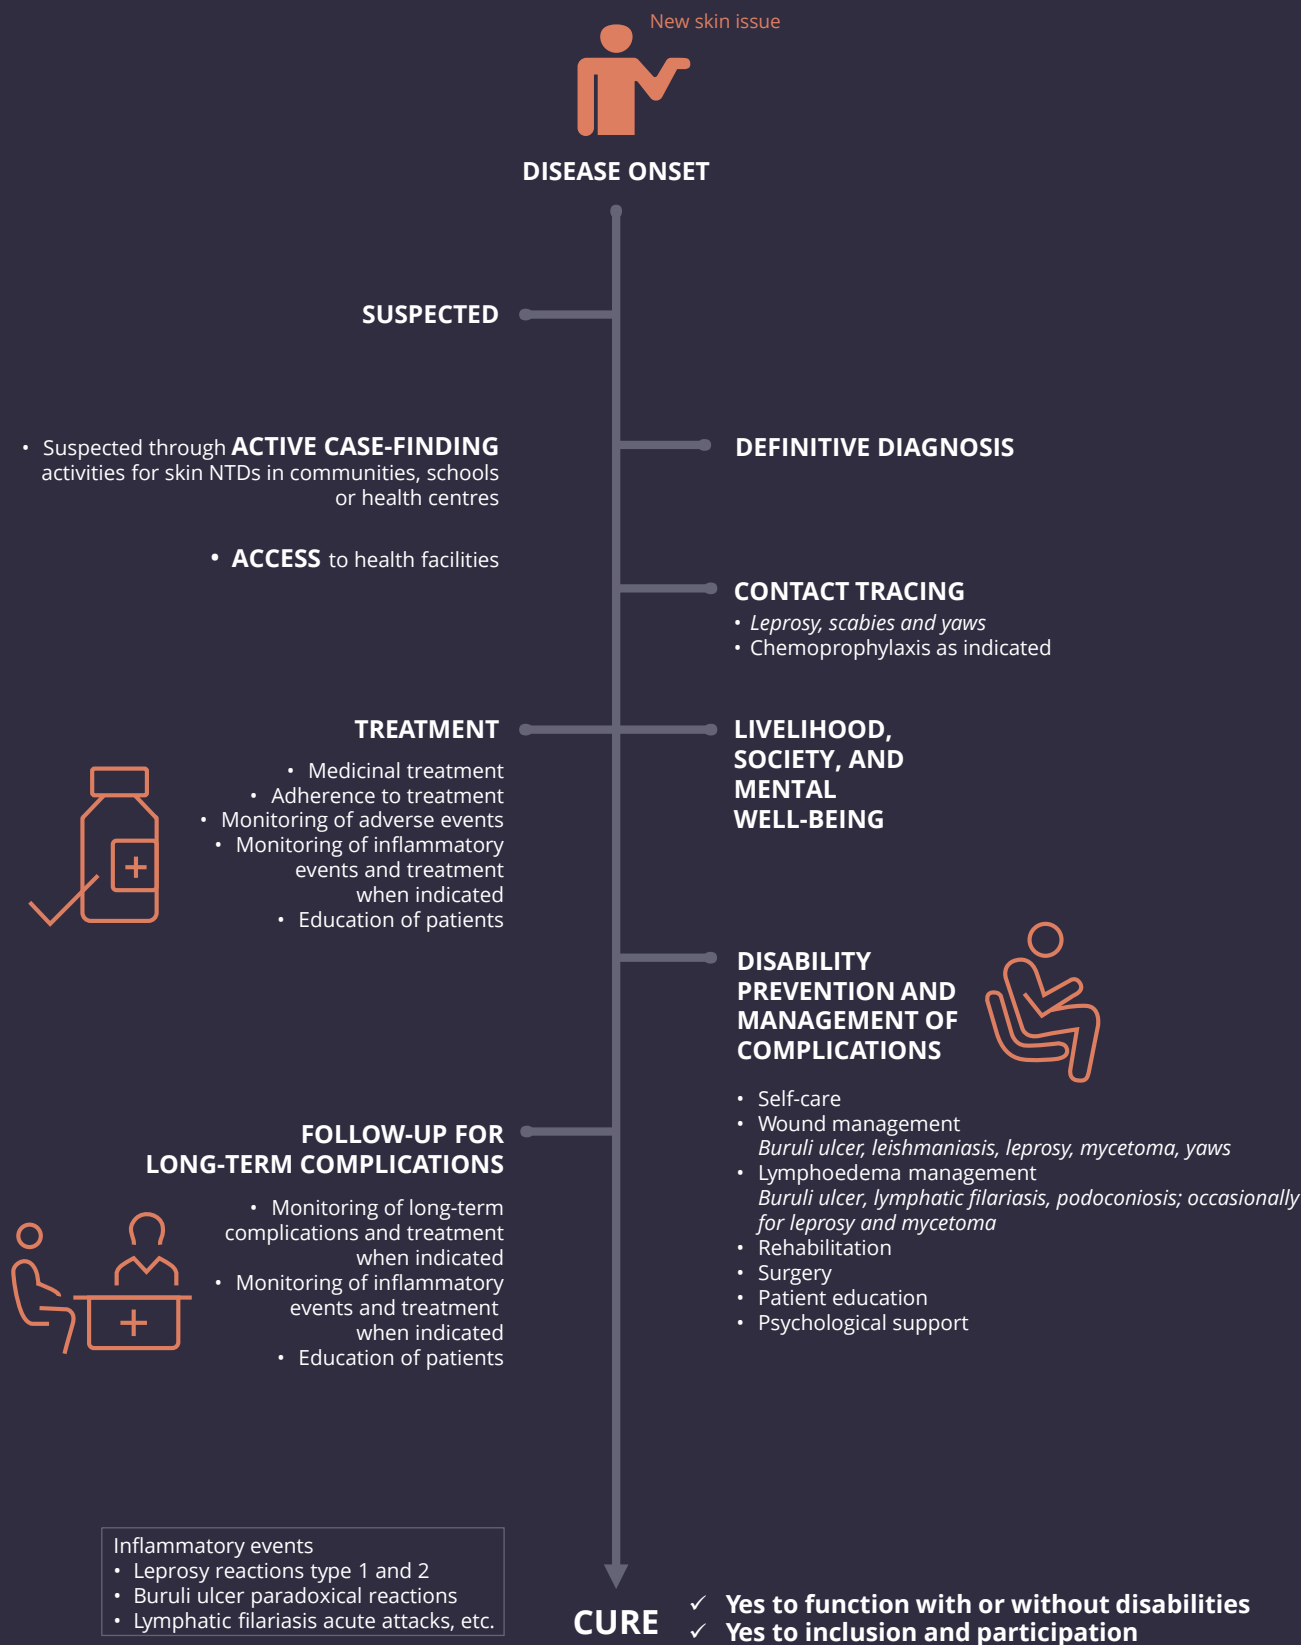 New skin issue
DISEASE ONSET
SUSPECTED
• Suspected through ACTIVE CASE-FINDING
activities for skin NTDs in communities, schools
or health centres
• ACCESS to health facilities
DEFINITIVE DIAGNOSIS
CONTACT TRACING
• Leprosy, scabies and yaws
• Chemoprophylaxis as indicated
TREATMENT
• Medicinal treatment
• Adherence to treatment
• Monitoring of adverse events
• Monitoring of inflammatory
events and treatment
when indicated
• Education of patients
LIVELIHOOD,
SOCIETY, AND
MENTAL
WELL-BEING
DISABILITY
PREVENTION AND
MANAGEMENT OF
COMPLICATIONS
• Self-care
• Wound management
Buruli ulcer, leishmaniasis, leprosy, mycetoma, yaws
• Lymphoedema management
Buruli ulcer, lymphatic filariasis, podoconiosis; occasionally
for leprosy and mycetoma
• Rehabilitation
• Surgery
• Patient education
• Psychological support
FOLLOW-UP FOR
LONG-TERM COMPLICATIONS
• Monitoring of long-term
complications and treatment
when indicated
• Monitoring of inflammatory
events and treatment
when indicated
• Education of patients
Inflammatory events
• Leprosy reactions type 1 and 2
• Buruli ulcer paradoxical reactions
• Lymphatic filariasis acute attacks, etc.
CURE
✓ Yes to function with or without disabilities
✓ Yes to inclusion and participation